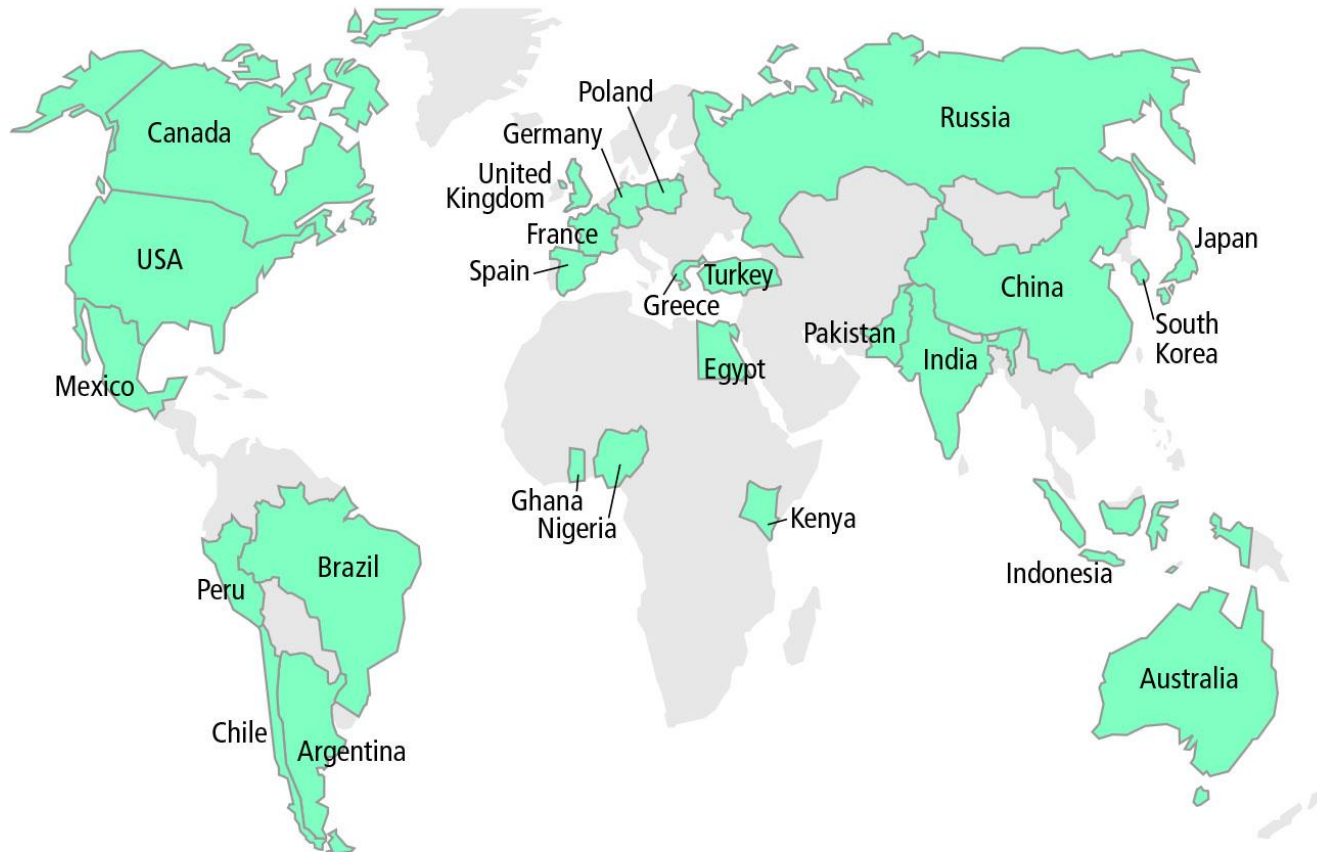 Canada
USA
Mexico
Peru
Brazil
Chile
Argentina
Poland
Germany
United
Kingdom
France
Spain
Greece
Turkey
Russia
Japan
China
South
Korea
Pakistan
India
Egypt
Ghana
Nigeria
Kenya
Indonesia
Australia